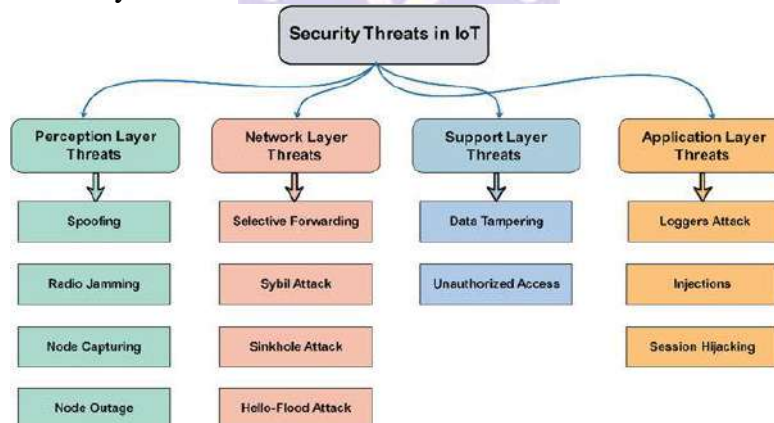 Security Threats in IoT
Perception Layer
Threats
Network Layer
Threats
Support Layer
Threats
Application Layer
Threats
Spoofing
Selective Forwarding
Data Tampering
Loggers Attack
Radio Jamming
Sybil Attack
Unauthorized Access
Injections
Node Capturing
Sinkhole Attack
Session Hijacking
Node Outage
Hello-Flood Attack